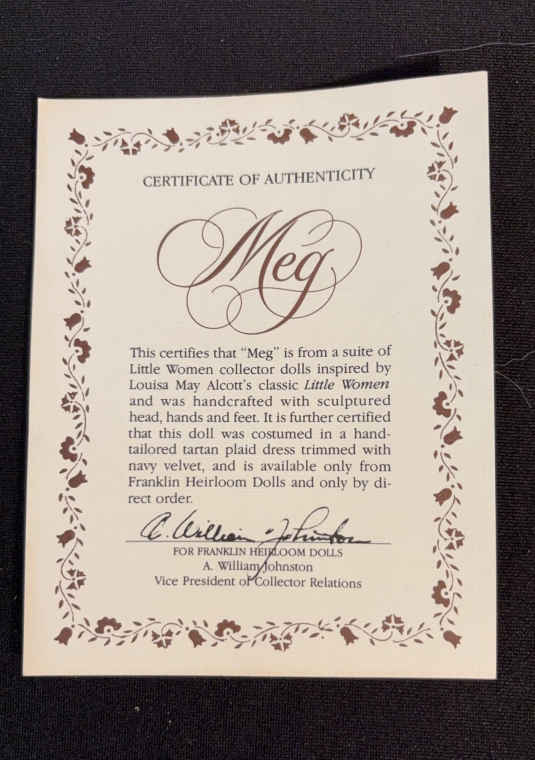 CERTIFICATE OF AUTHENTICITY
Meg
This certifies that "Meg" is from a suite of
Little Women collector dolls inspired by
Louisa May Alcott's classic Little Women
and was handcrafted with sculptured
head, hands and feet. It is further certified
that this doll was costumed in a hand-
tailored tartan plaid dress trimmed with
navy velvet, and is available only from
Franklin Heirloom Dolls and only by di-
rect order.
A. William Johnston
FOR FRANKLIN HEIRLOOM DOLLS
A. William Johnston
Vice President of Collector Relations